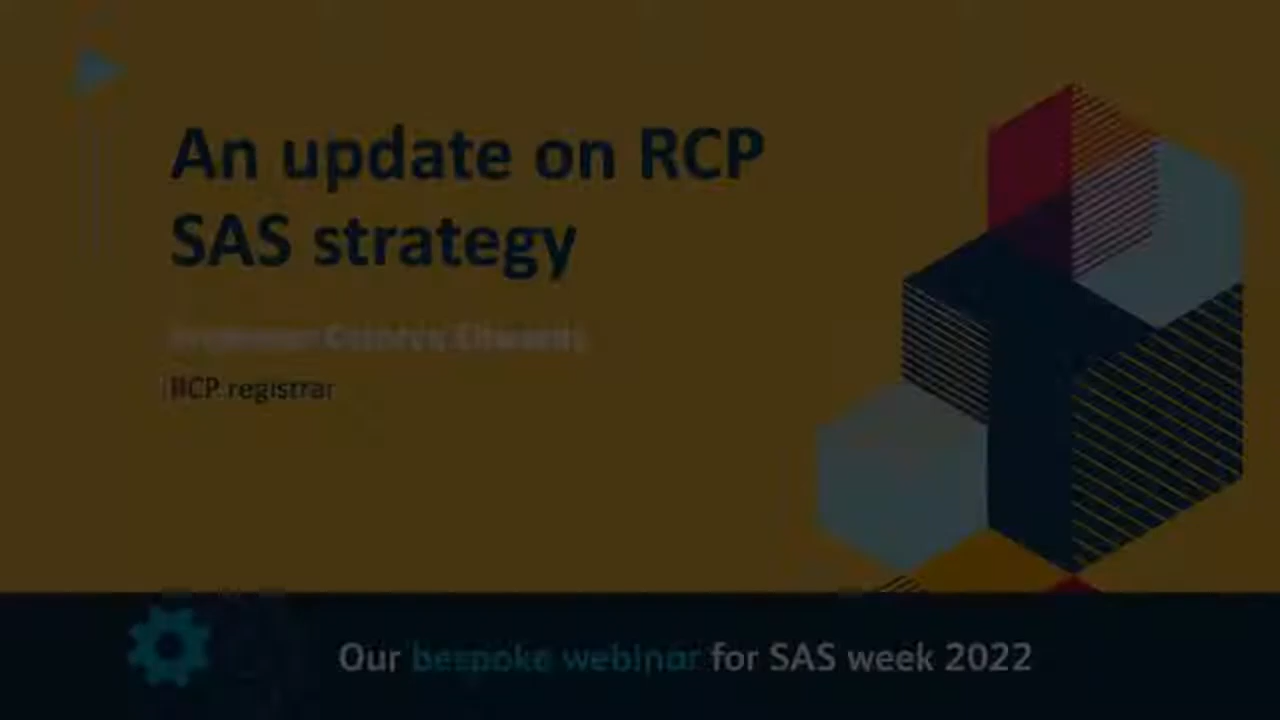 An update on RCP
SAS strategy
RCP registrar
Our bespoke webinar for SAS week 2022